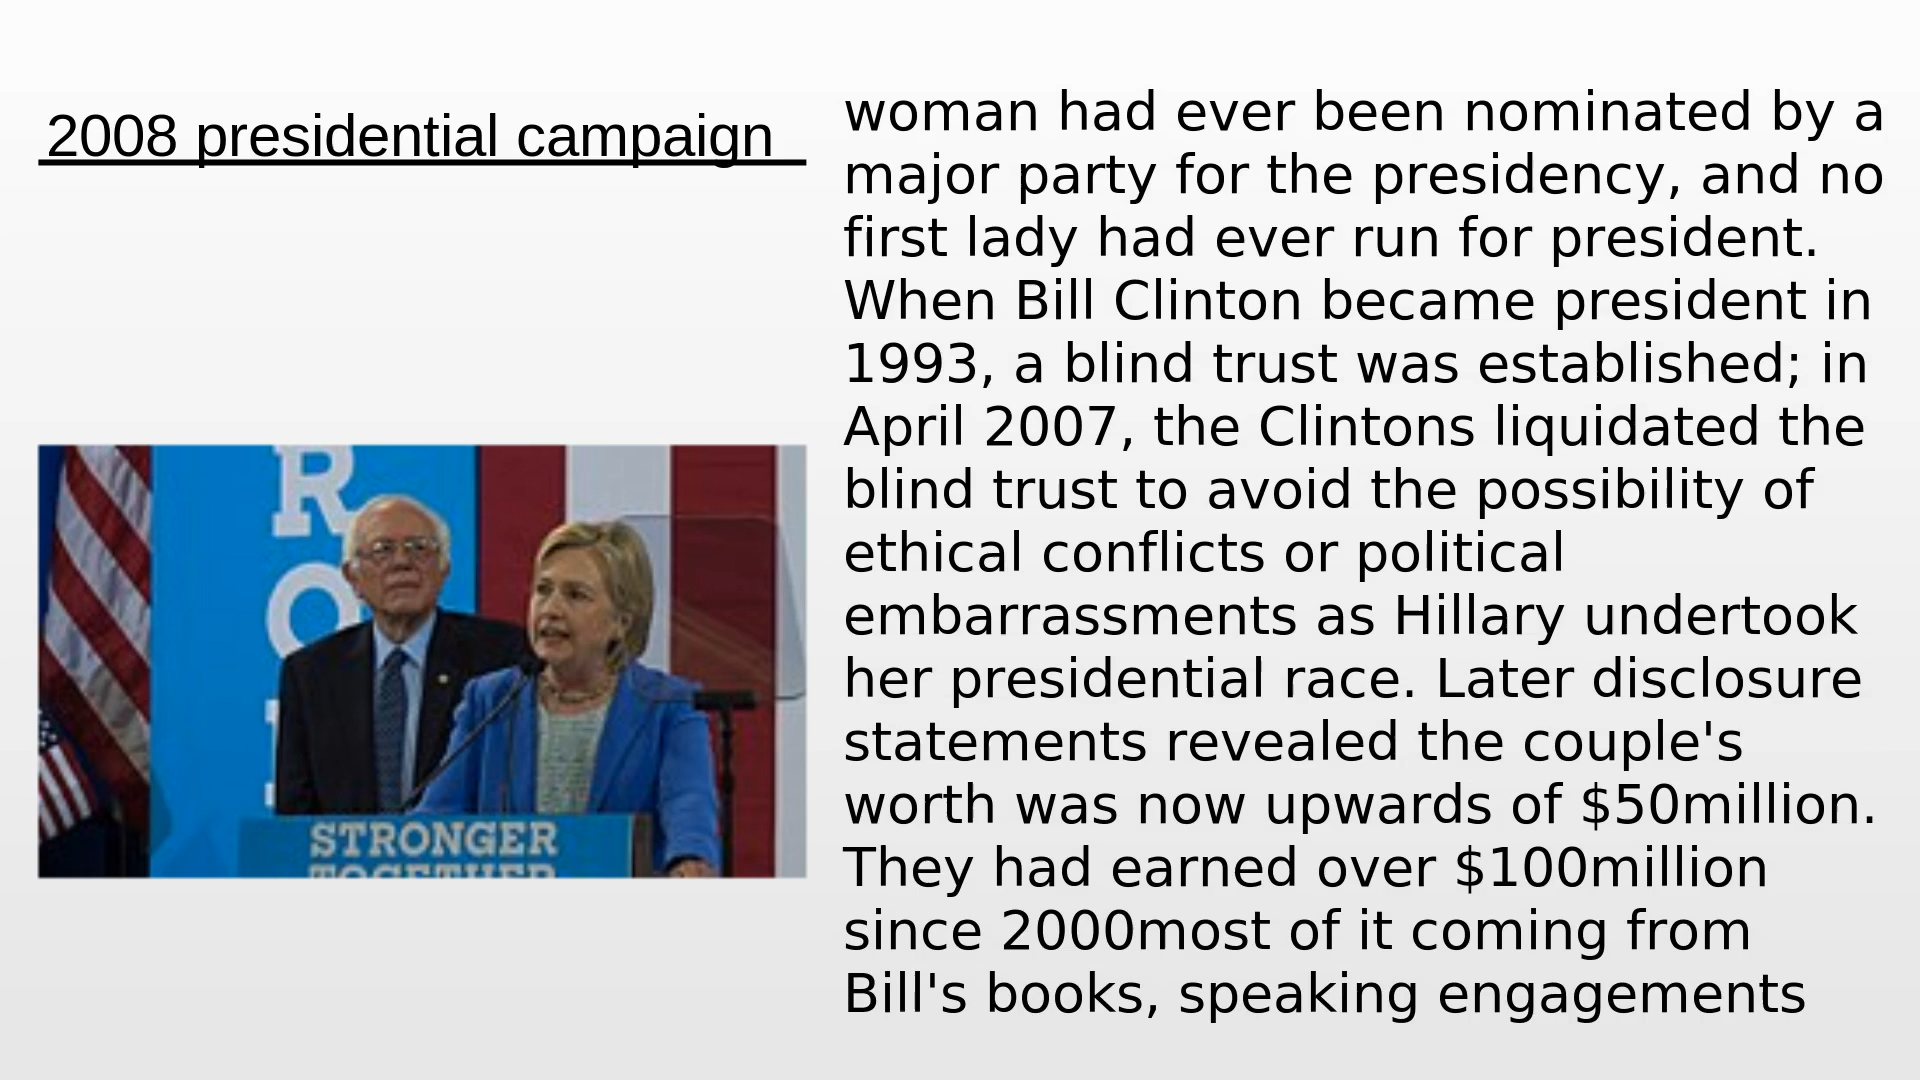 2008 presidential campaign
woman had ever been nominated by a
major party for the presidency, and no
first lady had ever run for president.
When Bill Clinton became president in
1993, a blind trust was established; in
April 2007, the Clintons liquidated the
blind trust to avoid the possibility of
ethical conflicts or political
embarrassments as Hillary undertook
her presidential race. Later disclosure
statements revealed the couple's
worth was now upwards of $50million.
They had earned over $100million
since 2000most of it coming from
Bill's books, speaking engagements
R
O
STRONGER
TOGETHER